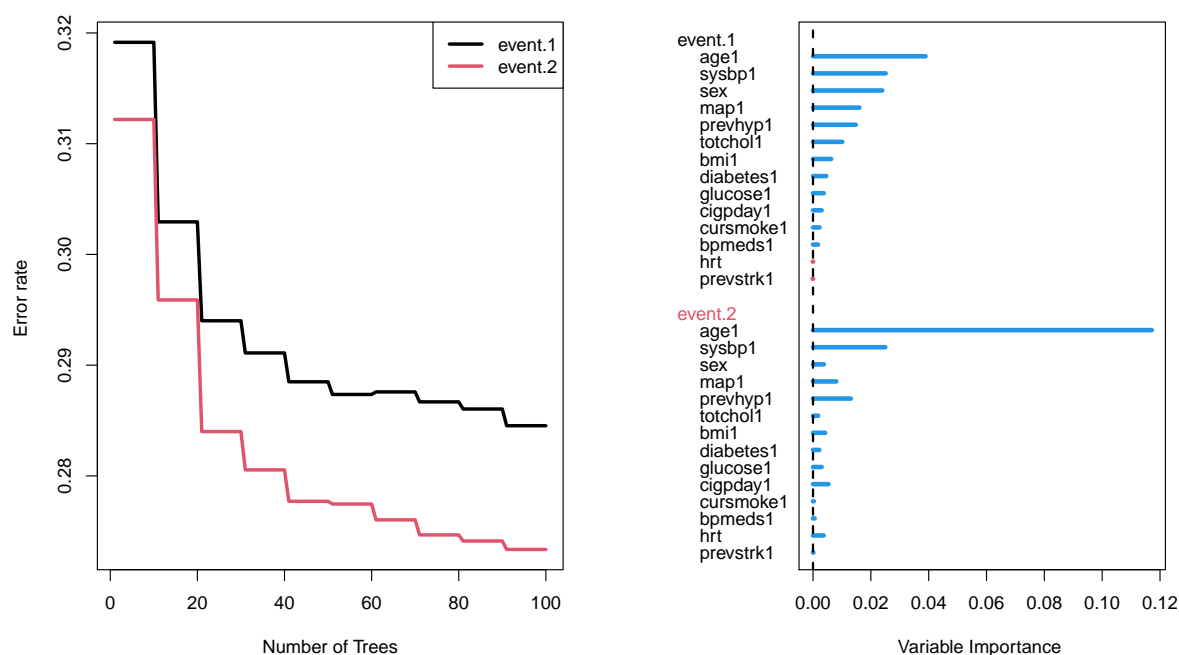 0.32
0.31
0.30
0.29
0.28
Error rate
event.1
event.2
0
20
40
60
80
100
Number of Trees
event.1
age1
sysbp1
sex
map1
prevhyp1
totchol1
bmi1
diabetes1
glucose1
cigpday1
cursmoke1
bpmeds1
hrt
prevstrk1
event.2
age1
sysbp1
sex
map1
prevhyp1
totchol1
bmi1
diabetes1
glucose1
cigpday1
cursmoke1
bpmeds1
hrt
prevstrk1
0.00
0.02
0.04
0.06
0.08
0.10
0.12
Variable Importance